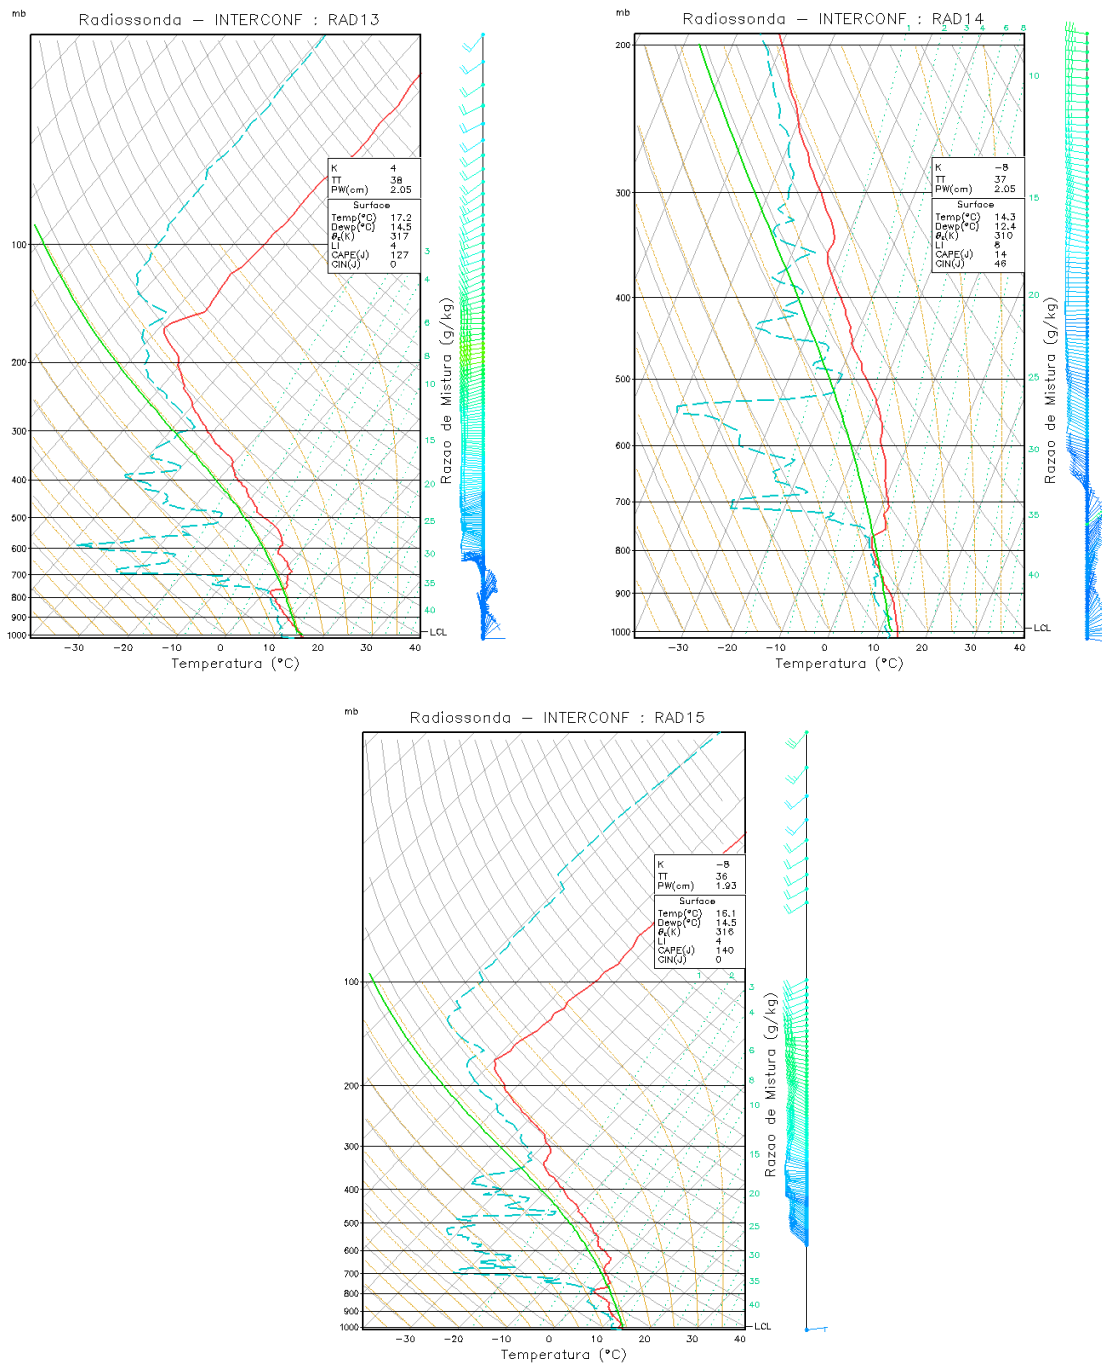 mb
Radiossonda − INTERCONF : RAD13
K 4
TT 38
PW(cm) 2.05
Surface
Temp(°C) 17.2
Dewp(°C) 14.5
θE(K) 317
LI 4
CAPE(J) 127
CIN(J) 0
100
200
300
400
500
600
700
800
900
1000
3
4
6
8
10
15
20
25
30
35
40
LCL
Razao de Mistura (g/kg)
−30 −20 −10 0 10 20 30 40
Temperatura (°C)
mb
Radiossonda − INTERCONF : RAD14
1 2 3 4 6 8
K −8
TT 37
PW(cm) 2.05
Surface
Temp(°C) 14.3
Dewp(°C) 12.4
θE(K) 310
LI 8
CAPE(J) 14
CIN(J) 46
200
300
400
500
600
700
800
900
1000
10
15
20
25
30
35
40
LCL
Razao de Mistura (g/kg)
−30 −20 −10 0 10 20 30 40
Temperatura (°C)
mb
Radiossonda − INTERCONF : RAD15
K −8
TT 36
PW(cm) 1.93
Surface
Temp(°C) 16.1
Dewp(°C) 14.5
θE(K) 316
LI 4
CAPE(J) 140
CIN(J) 0
100
200
300
400
500
600
700
800
900
1000
1 2
3
4
6
8
10
15
20
25
30
35
40
LCL
Razao de Mistura (g/kg)
−30 −20 −10 0 10 20 30 40
Temperatura (°C)